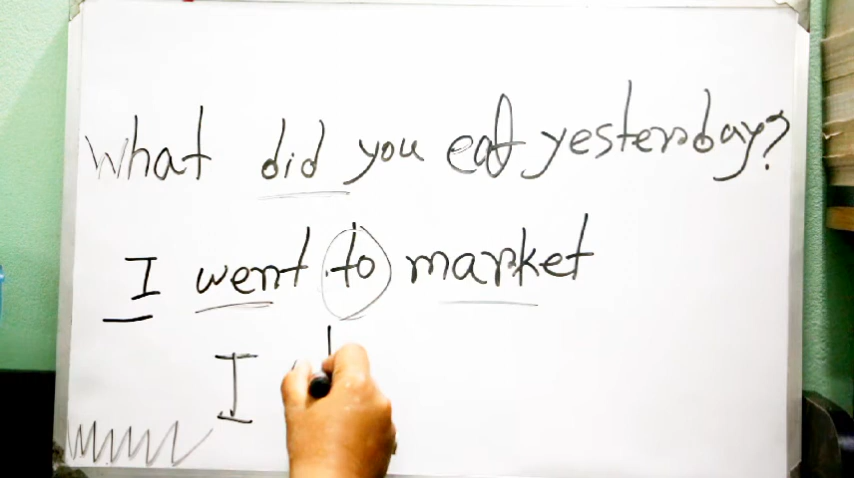 What did you eat yesterday?
I went to market
I